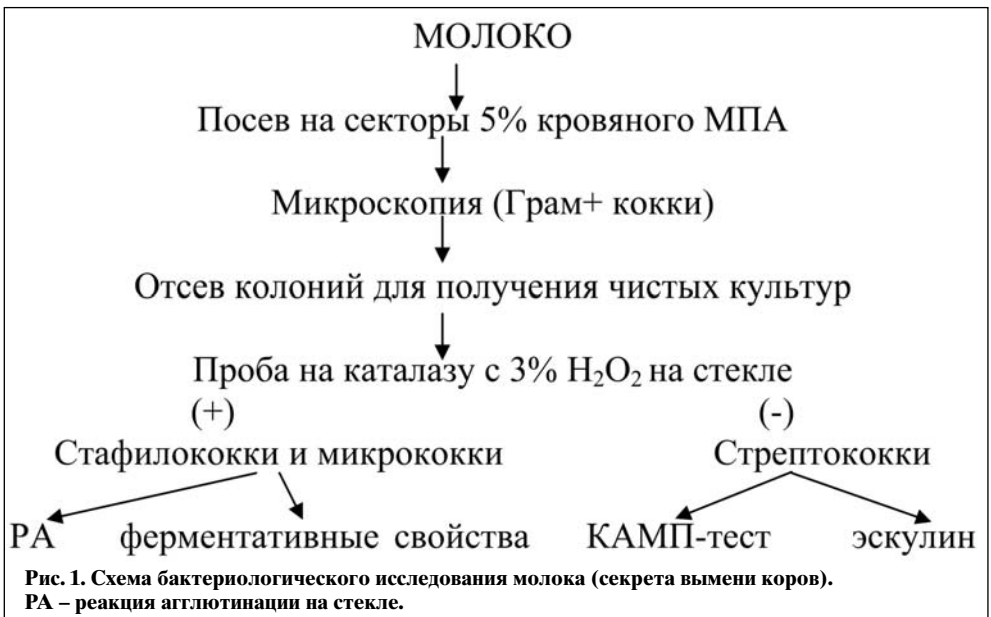 МОЛОКО
Посев на секторы 5% кровяного МПА
Микроскопия (Грам+ кокки)
Отсев колоний для получения чистых культур
Проба на каталазу с 3% H₂O₂ на стекле
(+) (-)
Стафилококки и микрококки Стрептококки
РА ферментативные свойства КАМП-тест эскулин
Рис. 1. Схема бактериологического исследования молока (секрета вымени коров).
РА – реакция агглютинации на стекле.